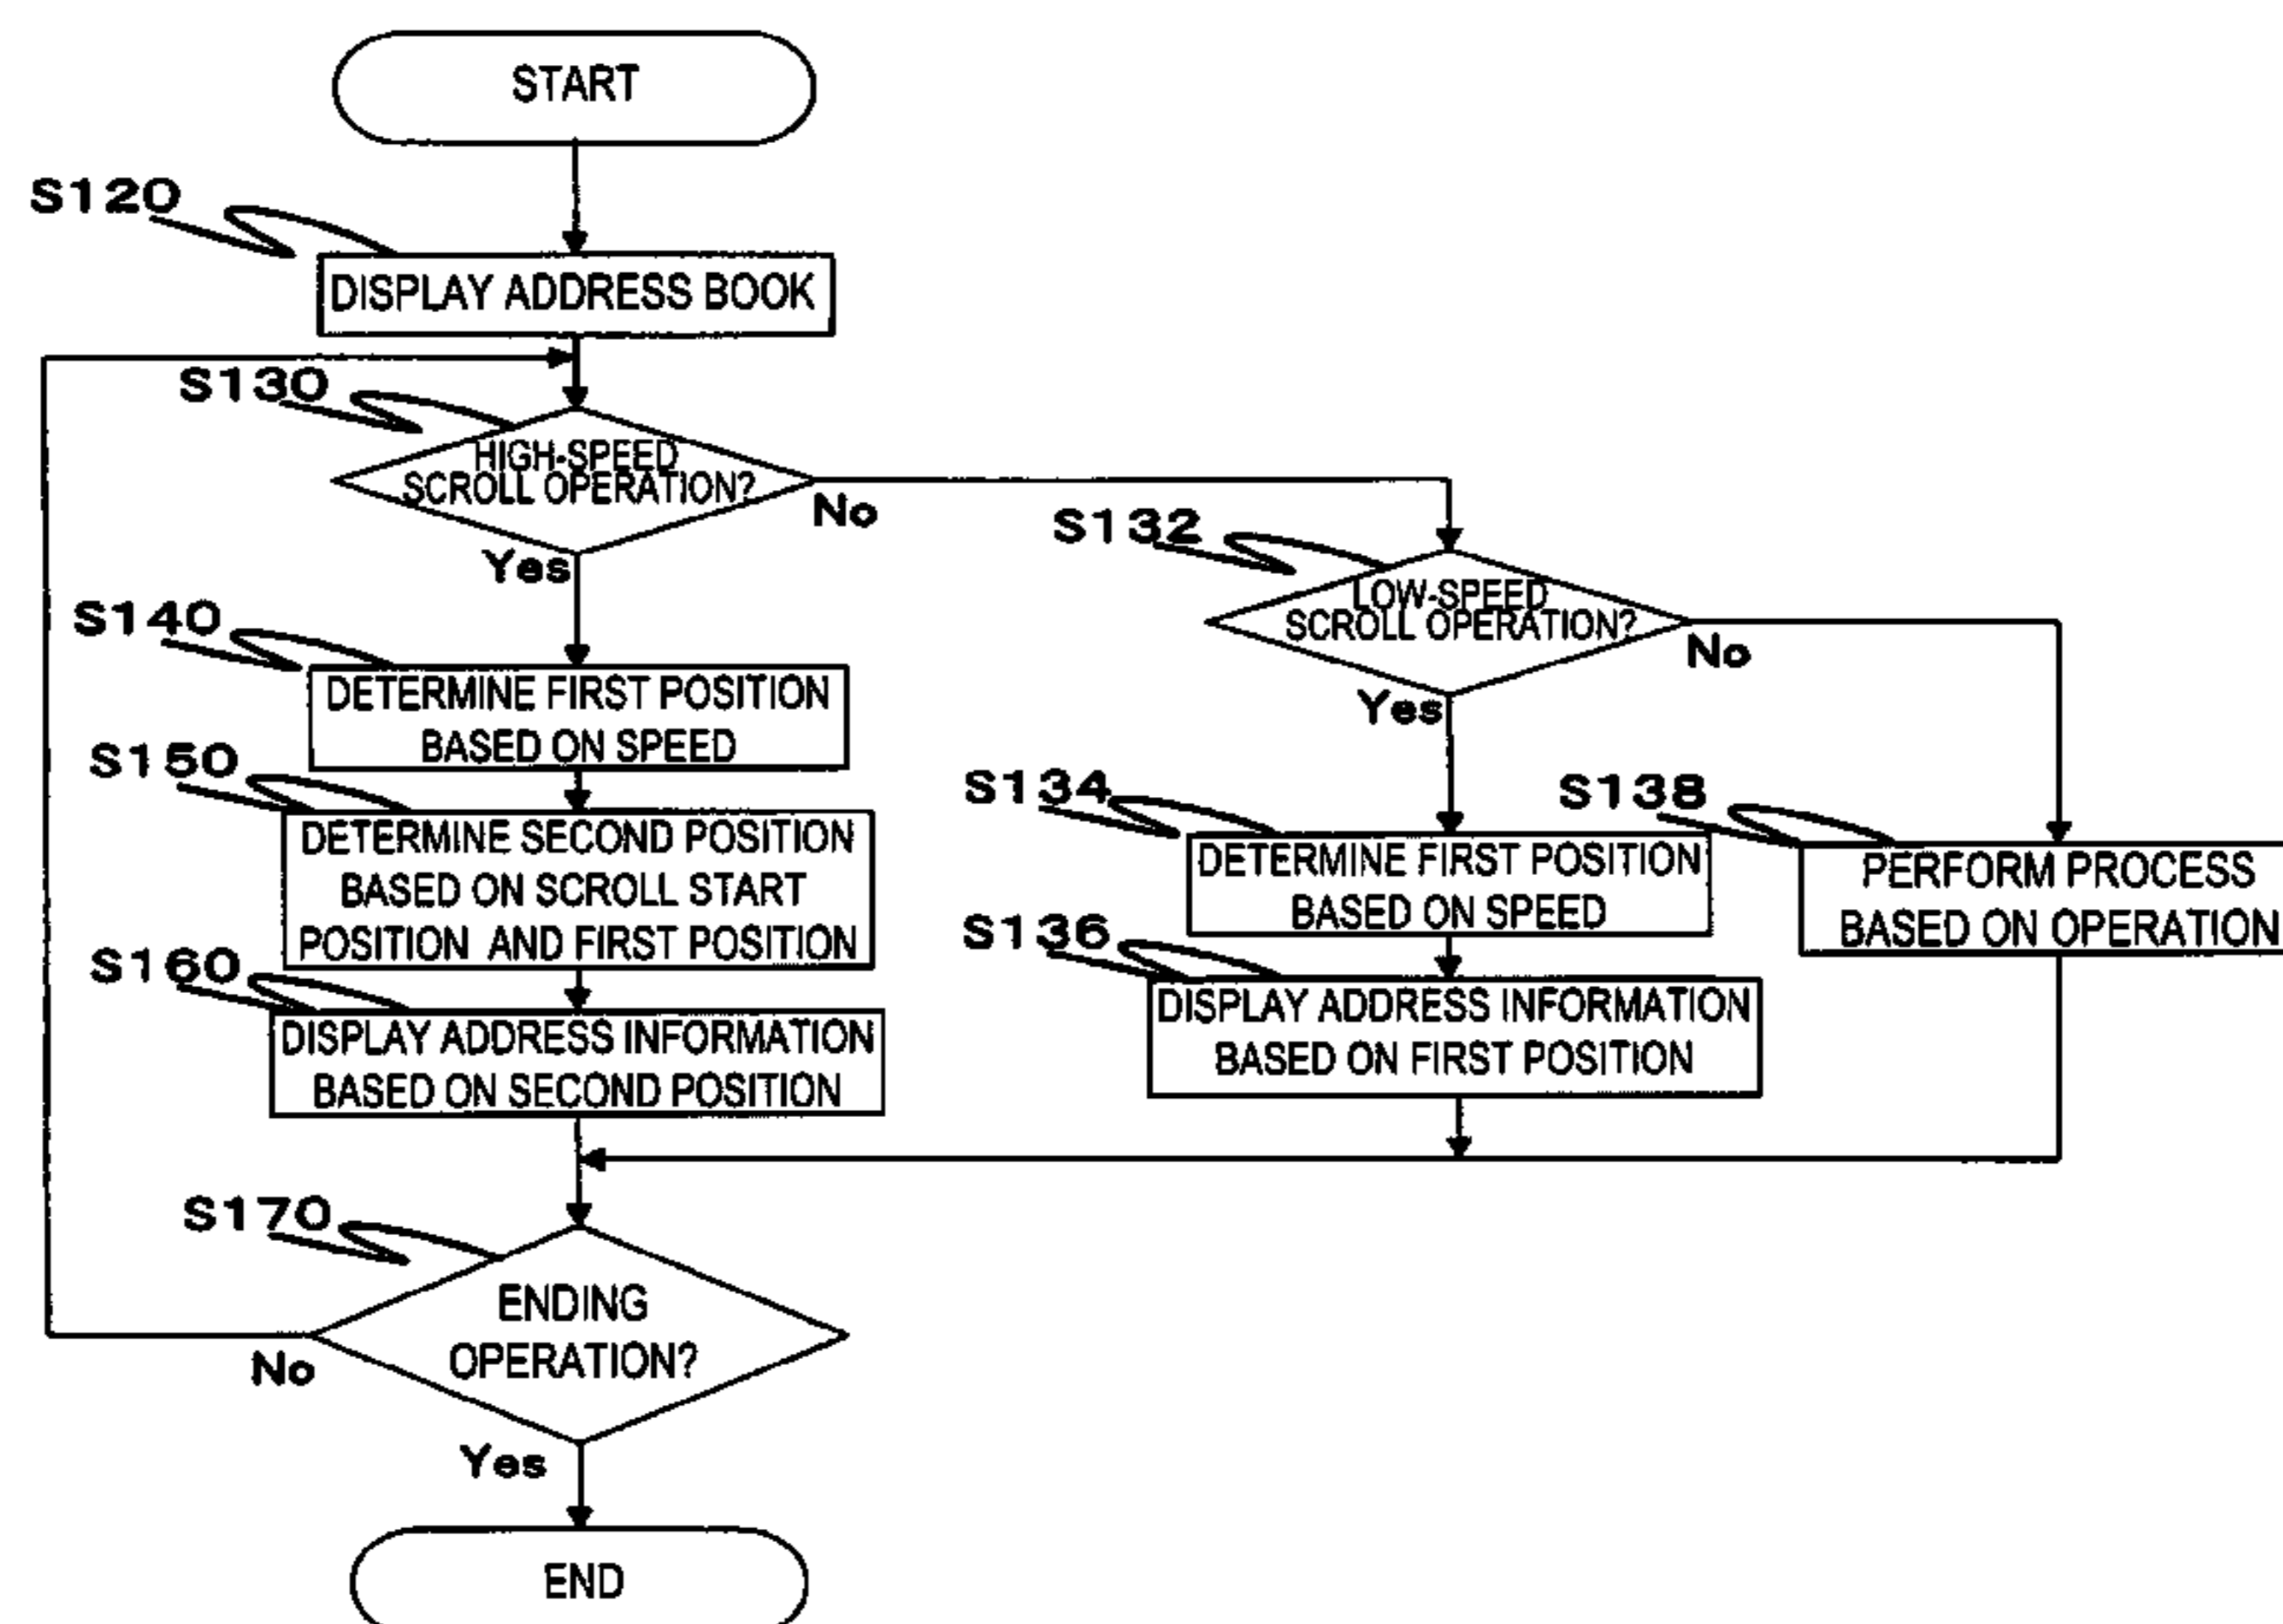 START
S120
DISPLAY ADDRESS BOOK
S130
HIGH-SPEED
SCROLL OPERATION?
No
Yes
S132
LOW-SPEED
SCROLL OPERATION?
No
Yes
S140
DETERMINE FIRST POSITION
BASED ON SPEED
S150
DETERMINE SECOND POSITION
BASED ON SCROLL START
POSITION AND FIRST POSITION
S160
DISPLAY ADDRESS INFORMATION
BASED ON SECOND POSITION
S134
DETERMINE FIRST POSITION
BASED ON SPEED
S136
DISPLAY ADDRESS INFORMATION
BASED ON FIRST POSITION
S138
PERFORM PROCESS
BASED ON OPERATION
S170
ENDING
OPERATION?
No
Yes
END